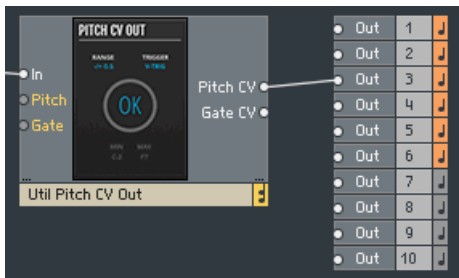 PITCH CV OUT
RANGE TRIGGER
-/+ 0.5 V-TRIG
In
Pitch
Gate
OK
Pitch CV
Gate CV
MIN MAX
... ...
Util Pitch CV Out
Out 1
Out 2
Out 3
Out 4
Out 5
Out 6
Out 7
Out 8
Out 9
Out 10